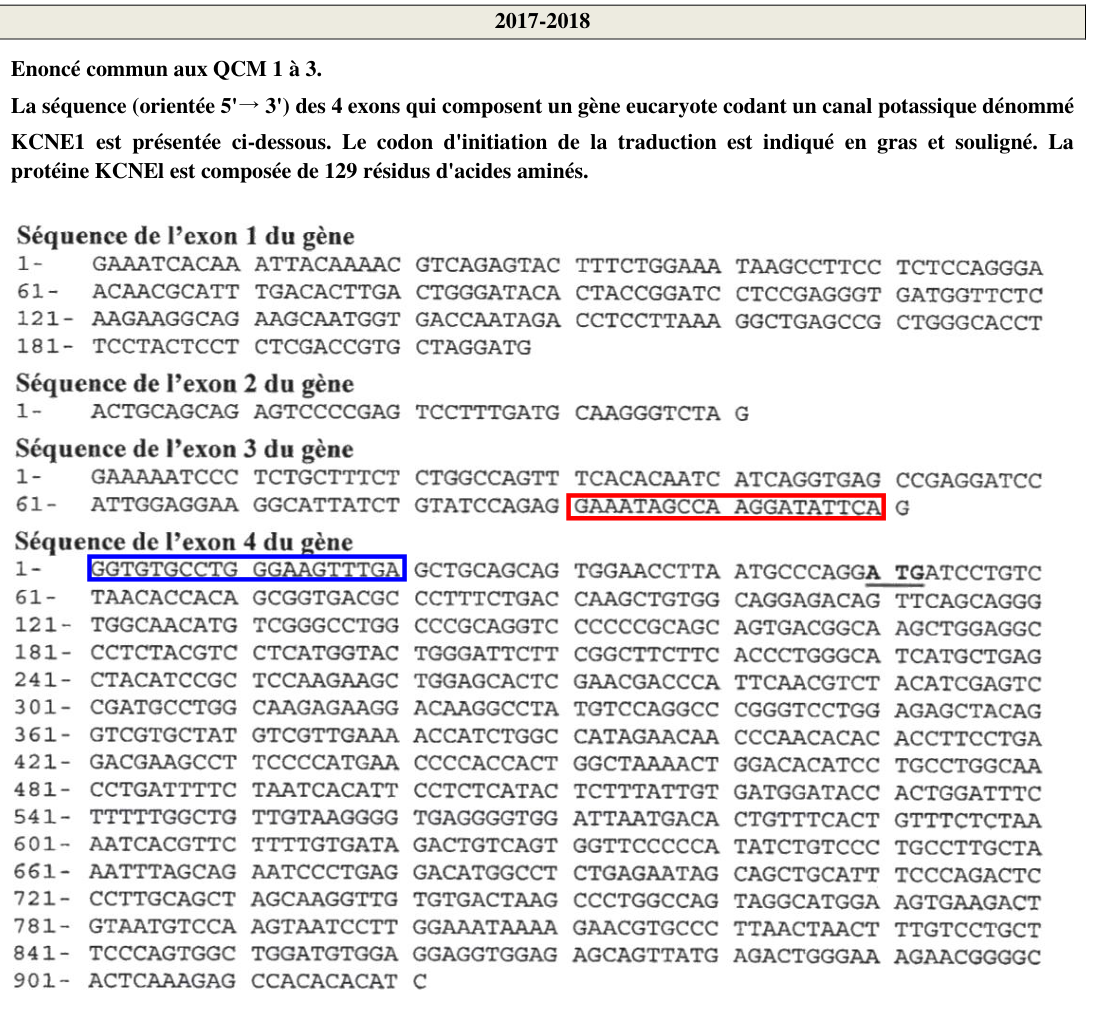 2017-2018
Enoncé commun aux QCM 1 à 3.
La séquence (orientée 5'→ 3') des 4 exons qui composent un gène eucaryote codant un canal potassique dénommé
KCNE1 est présentée ci-dessous. Le codon d'initiation de la traduction est indiqué en gras et souligné. La
protéine KCNEl est composée de 129 résidus d'acides aminés.
Séquence de l'exon 1 du gène
1- GAAATCACAA ATTACAAAAC GTCAGAGTAC TTTCTGGAAA TAAGCCTTCC TCTCCAGGGA
61- ACAACGCATT TGACACTTGA CTGGGATACA CTACCGGATC CTCCGAGGGT GATGGTTCTC
121- AAGAAGGCAG AAGCAATGGT GACCAATAGA CCTCCTTAAA GGCTGAGCCG CTGGGCACCT
181- TCCTACTCCT CTCGACCGTG CTAGGATG
Séquence de l'exon 2 du gène
1- ACTGCAGCAG AGTCCCCGAG TCCTTTGATG CAAGGGTCTA G
Séquence de l'exon 3 du gène
1- GAAAAATCCC TCTGCTTTCT CTGGCCAGTT TCACACAATC ATCAGGTGAG CCGAGGATCC
61- ATTGGAGGAA GGCATTATCT GTATCCAGAG GAAATAGCCA AGGATATTCA G
Séquence de l'exon 4 du gène
1- GGTGTGCCTG GGAAGTTTGA GCTGCAGCAG TGGAACCTTA ATGCCCAGGA TGATCCTGTC
61- TAACACCACA GCGGTGACGC CCTTTCTGAC CAAGCTGTGG CAGGAGACAG TTCAGCAGGG
121- TGGCAACATG TCGGGCCTGG CCCGCAGGTC CCCCCGCAGC AGTGACGGCA AGCTGGAGGC
181- CCTCTACGTC CTCATGGTAC TGGGATTCTT CGGCTTCTTC ACCCTGGGCA TCATGCTGAG
241- CTACATCCGC TCCAAGAAGC TGGAGCACTC GAACGACCCA TTCAACGTCT ACATCGAGTC
301- CGATGCCTGG CAAGAGAAGG ACAAGGCCTA TGTCCAGGCC CGGGTCCTGG AGAGCTACAG
361- GTCGTGCTAT GTCGTTGAAA ACCATCTGGC CATAGAACAA CCCAACACAC ACCTTCCTGA
421- GACGAAGCCT TCCCCATGAA CCCCACCACT GGCTAAAACT GGACACATCC TGCCTGGCAA
481- CCTGATTTTC TAATCACATT CCTCTCATAC TCTTTATTGT GATGGATACC ACTGGATTTC
541- TTTTTGGCTG TTGTAAGGGG TGAGGGGTGG ATTAATGACA CTGTTTCACT GTTTCTCTAA
601- AATCACGTTC TTTTGTGATA GACTGTCAGT GGTTCCCCCA TATCTGTCCC TGCCTTGCTA
661- AATTTAGCAG AATCCCTGAG GACATGGCCT CTGAGAATAG CAGCTGCATT TCCCAGACTC
721- CCTTGCAGCT AGCAAGGTTG TGTGACTAAG CCCTGGCCAG TAGGCATGGA AGTGAAGACT
781- GTAATGTCCA AGTAATCCTT GGAAATAAAA GAACGTGCCC TTAACTAACT TTGTCCTGCT
841- TCCCAGTGGC TGGATGTGGA GGAGGTGGAG AGCAGTTATG AGACTGGGAA AGAACGGGGC
901- ACTCAAAGAG CCACACACAT C